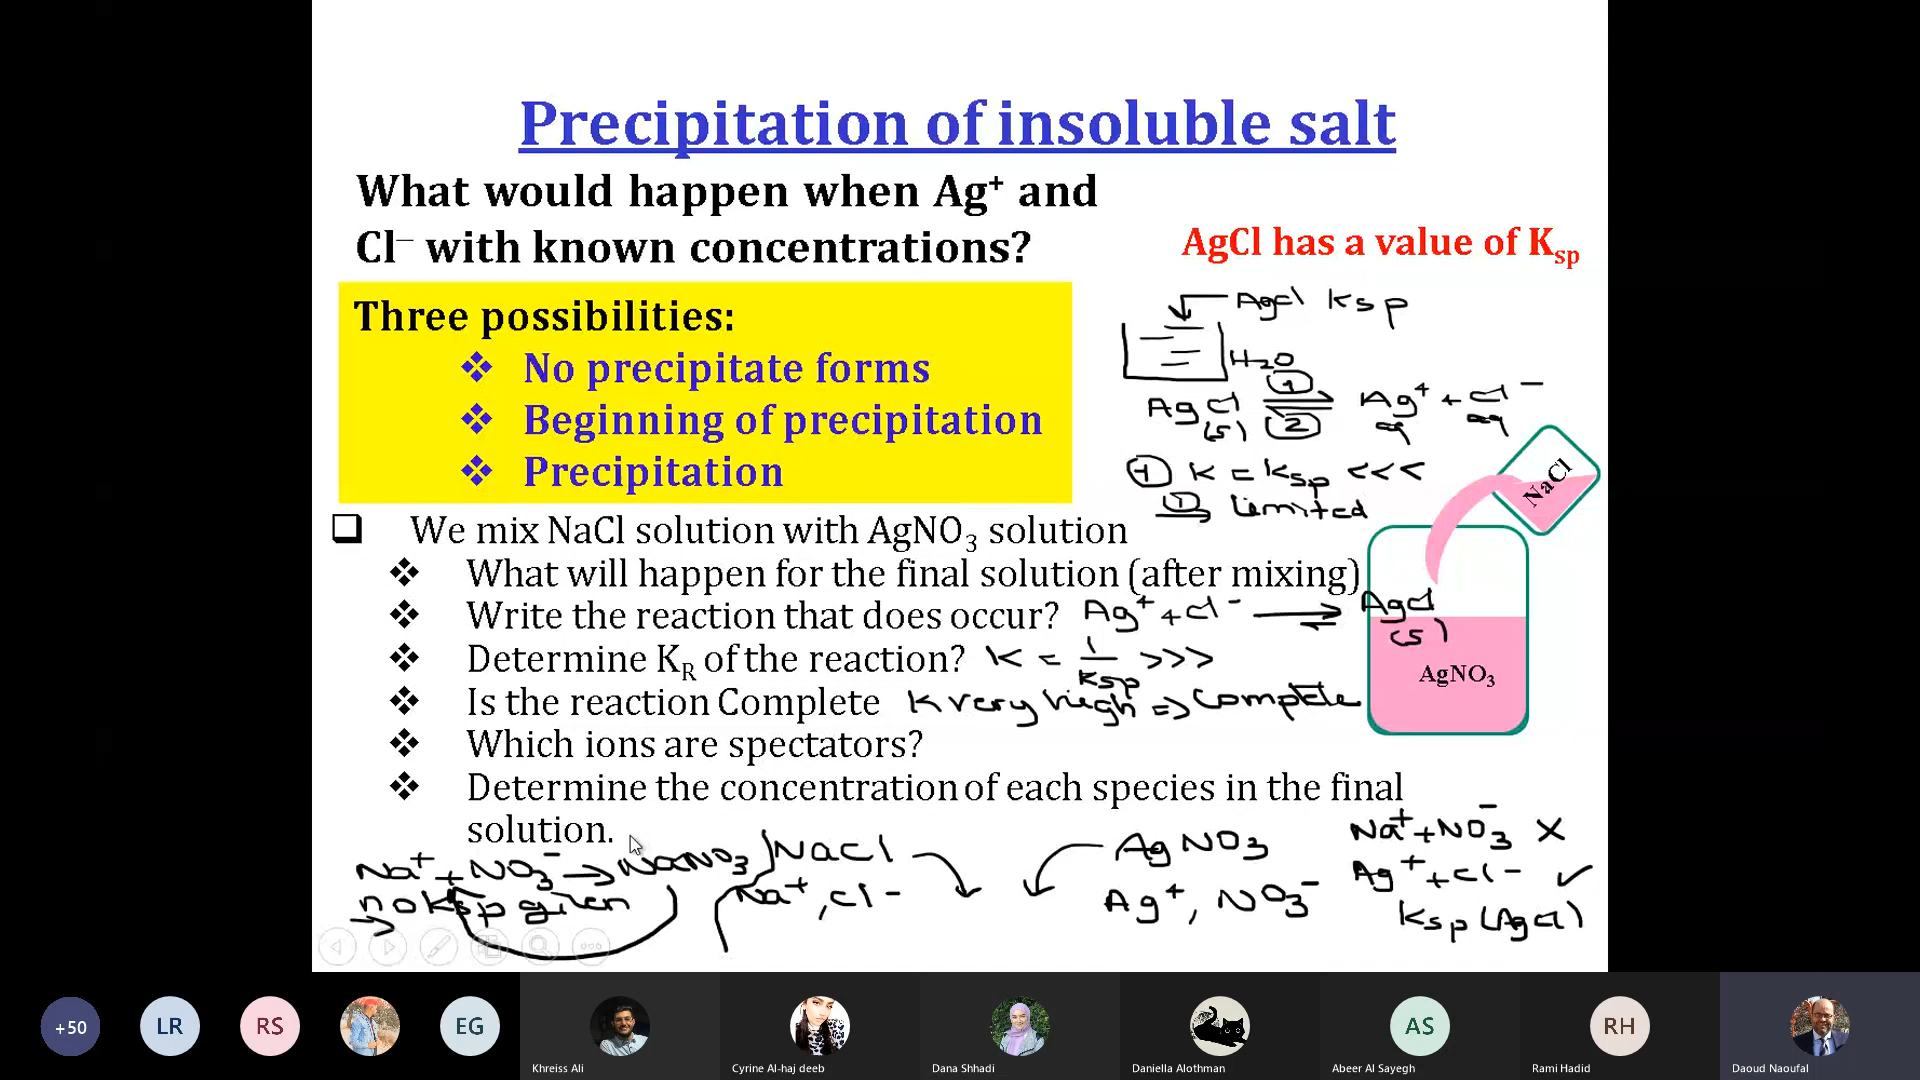 Precipitation of insoluble salt
What would happen when Ag⁺ and
Cl⁻ with known concentrations?
AgCl has a value of Ksp
Three possibilities:
❖ No precipitate forms
❖ Beginning of precipitation
❖ Precipitation
AgCl Ksp
H₂O
① 
AgCl(s) ⇌ Ag⁺aq + Cl⁻aq
②
① K = Ksp <<<
① → Limited
NaCl
❑ We mix NaCl solution with AgNO₃ solution
❖ What will happen for the final solution (after mixing)
❖ Write the reaction that does occur? Ag⁺ + Cl⁻ ⇌ AgCl(s)
❖ Determine K_R of the reaction? K = 1/Ksp >>>
AgNO₃
❖ Is the reaction Complete K very high ⇒ Complete
❖ Which ions are spectators?
❖ Determine the concentration of each species in the final
solution.
Na⁺ + NO₃⁻ → NaNO₃
no Ksp given
→
NaCl
Na⁺, Cl⁻
AgNO₃
Ag⁺, NO₃⁻
Na⁺ + NO₃⁻ ×
Ag⁺ + Cl⁻ ✓
Ksp (AgCl)
+50
LR
RS
EG
AS
RH
Khreiss Ali
Cyrine Al-haj deeb
Dana Shhadi
Daniella Alothman
Abeer Al Sayegh
Rami Hadid
Daoud Naoufal